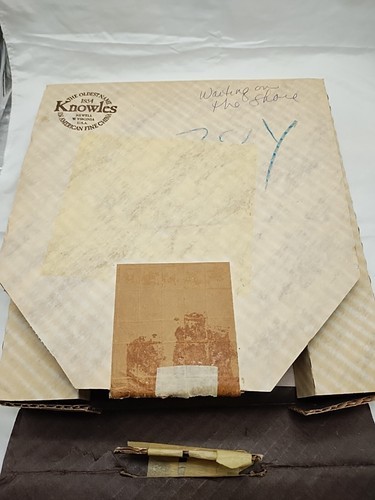 THE OLDEST NAME
1854
Knowles
NEWELL
W VIRGINIA
U.S.A.
IN AMERICAN FINE CHINA
Waiting on
the Shore
Y